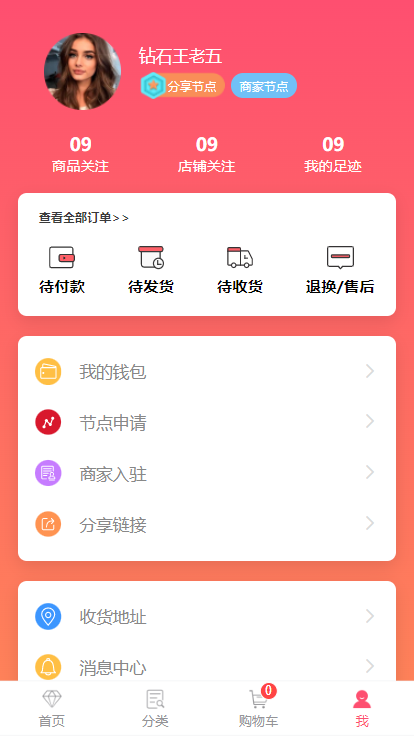 钻石王老五
分享节点 商家节点
09 09 09
商品关注 店铺关注 我的足迹
查看全部订单>>
待付款 待发货 待收货 退换/售后
我的钱包
节点申请
商家入驻
分享链接
收货地址
消息中心
0
首页 分类 购物车 我